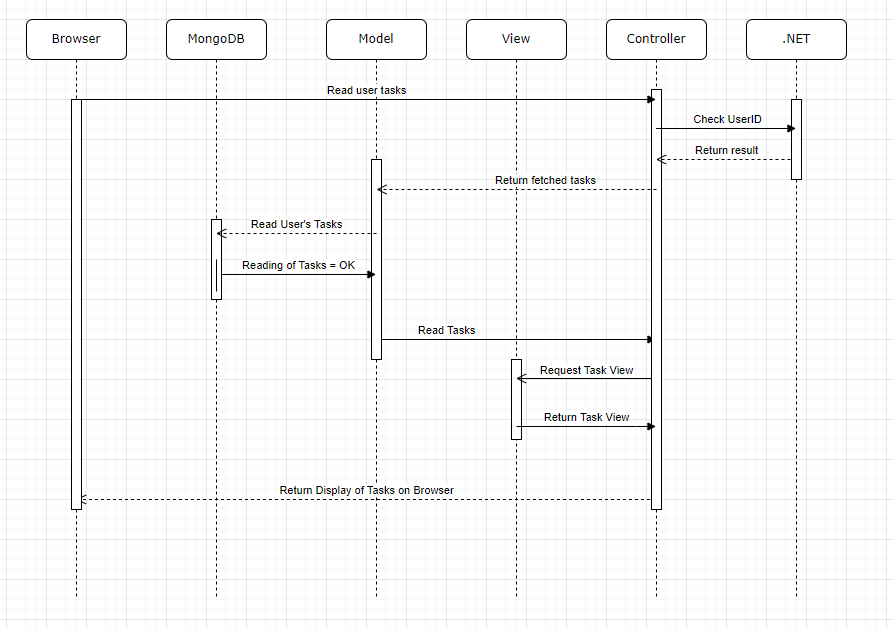 Browser
MongoDB
Model
View
Controller
.NET
Read user tasks
Check UserID
Return result
Return fetched tasks
Read User's Tasks
Reading of Tasks = OK
Read Tasks
Request Task View
Return Task View
Return Display of Tasks on Browser